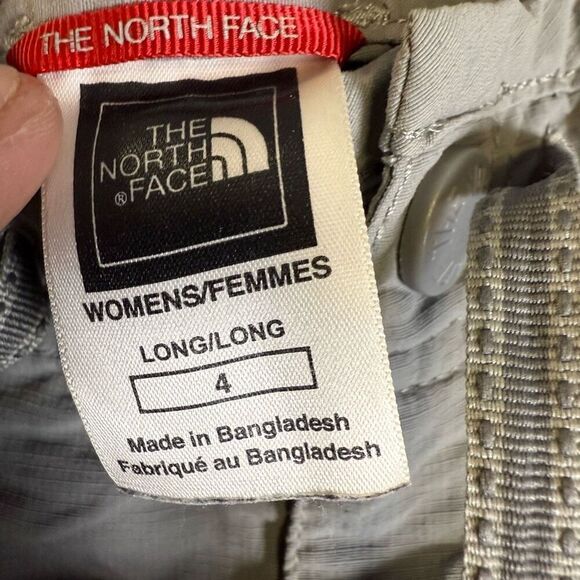 THE NORTH FACE
THE
NORTH
® FACE
WOMENS/FEMMES
LONG/LONG
4
Made in Bangladesh
Fabriqué au Bangladesh